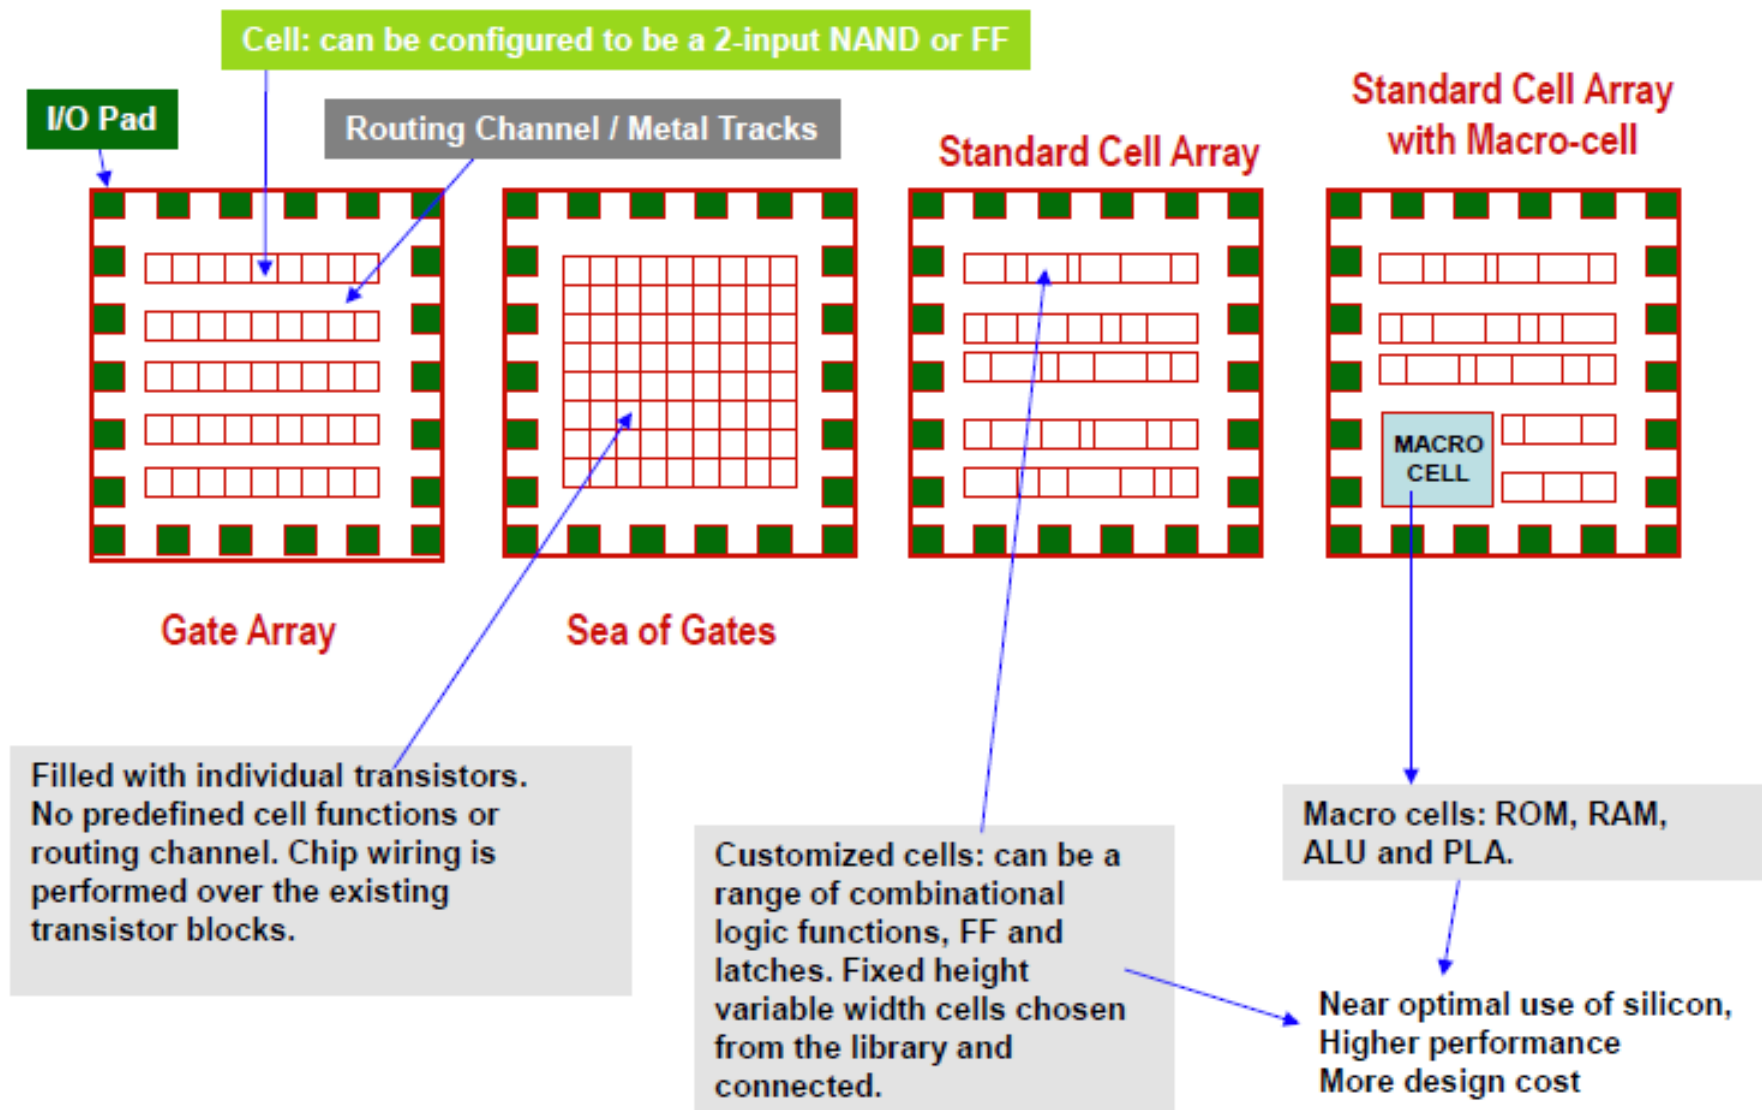 Cell: can be configured to be a 2-input NAND or FF
I/O Pad
Routing Channel / Metal Tracks
Standard Cell Array
Standard Cell Array
with Macro-cell
MACRO
CELL
Gate Array
Sea of Gates
Filled with individual transistors.
No predefined cell functions or
routing channel. Chip wiring is
performed over the existing
transistor blocks.
Customized cells: can be a
range of combinational
logic functions, FF and
latches. Fixed height
variable width cells chosen
from the library and
connected.
Macro cells: ROM, RAM,
ALU and PLA.
Near optimal use of silicon,
Higher performance
More design cost